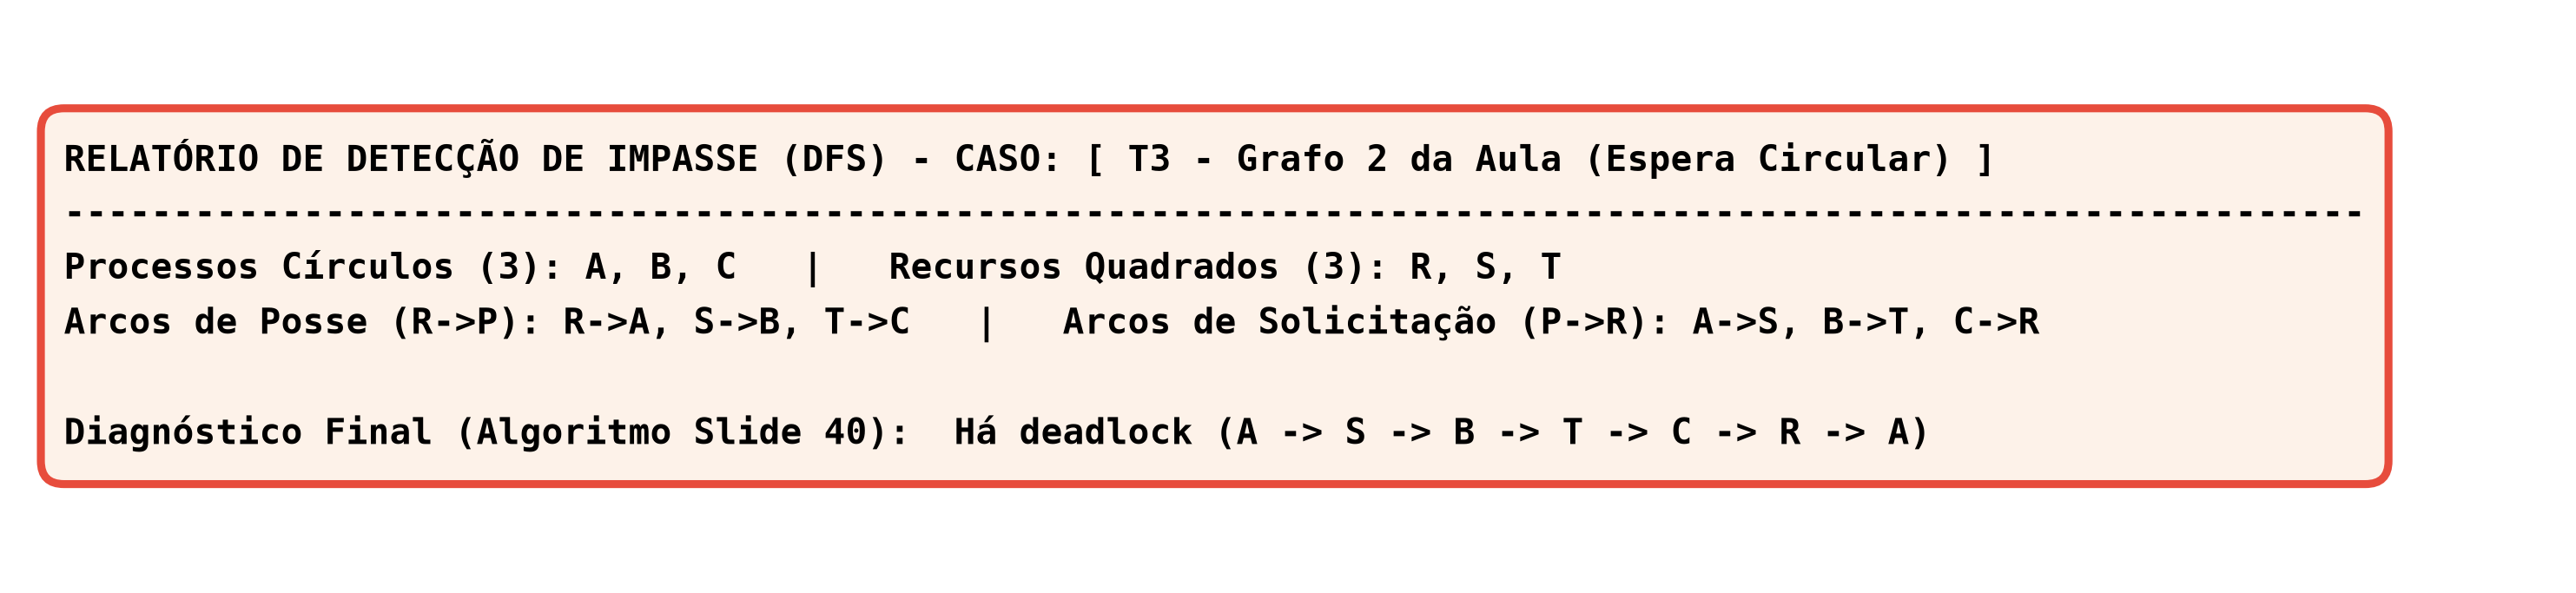 RELATÓRIO DE DETECÇÃO DE IMPASSE (DFS) - CASO: [ T3 - Grafo 2 da Aula (Espera Circular) ]
----------------------------------------------------------------------------------------------------------
Processos Círculos (3): A, B, C   |   Recursos Quadrados (3): R, S, T
Arcos de Posse (R->P): R->A, S->B, T->C   |   Arcos de Solicitação (P->R): A->S, B->T, C->R
Diagnóstico Final (Algoritmo Slide 40):  Há deadlock (A -> S -> B -> T -> C -> R -> A)